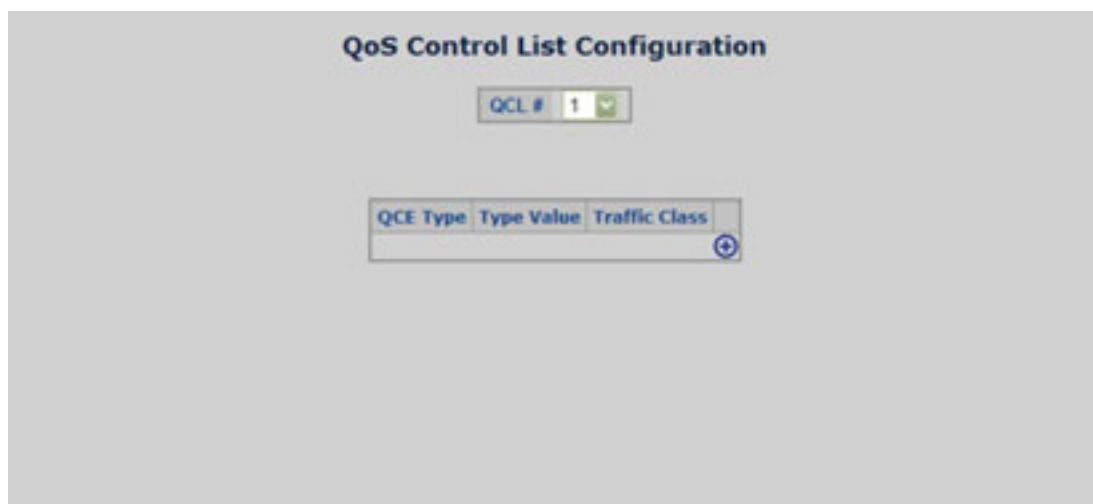 QoS Control List Configuration
QCL # 1
QCE Type Type Value Traffic Class